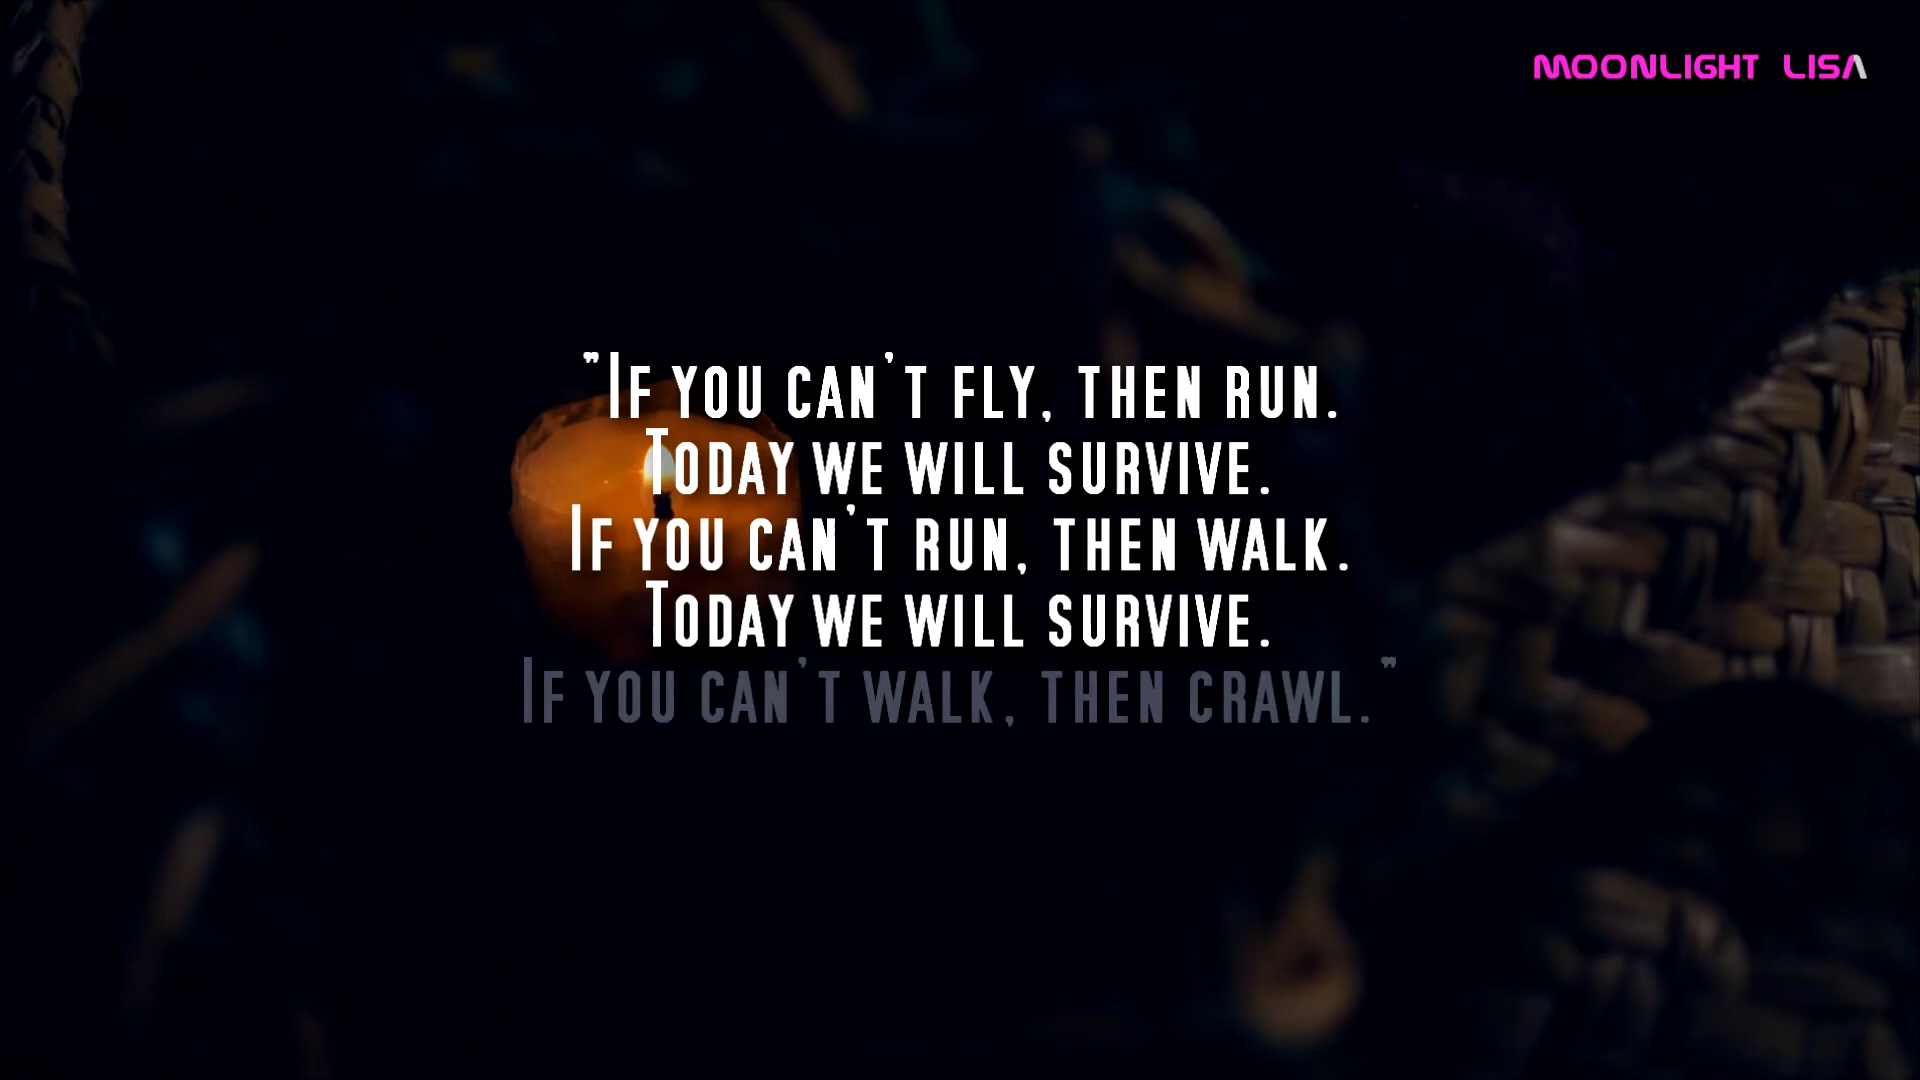 MOONLIGHT LISA
"If you can't fly, then run.
Today we will survive.
If you can't run, then walk.
Today we will survive.
If you can't walk, then crawl."